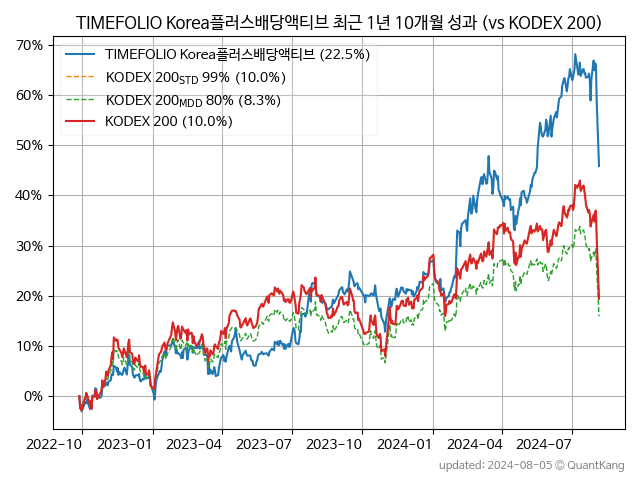 TIMEFOLIO Korea플러스배당액티브 최근 1년 10개월 성과 (vs KODEX 200)
70%
60%
50%
40%
30%
20%
10%
0%
TIMEFOLIO Korea플러스배당액티브 (22.5%)
KODEX 200STD 99% (10.0%)
KODEX 200MDD 80% (8.3%)
KODEX 200 (10.0%)
2022-10 2023-01 2023-04 2023-07 2023-10 2024-01 2024-04 2024-07
updated: 2024-08-05 © QuantKang